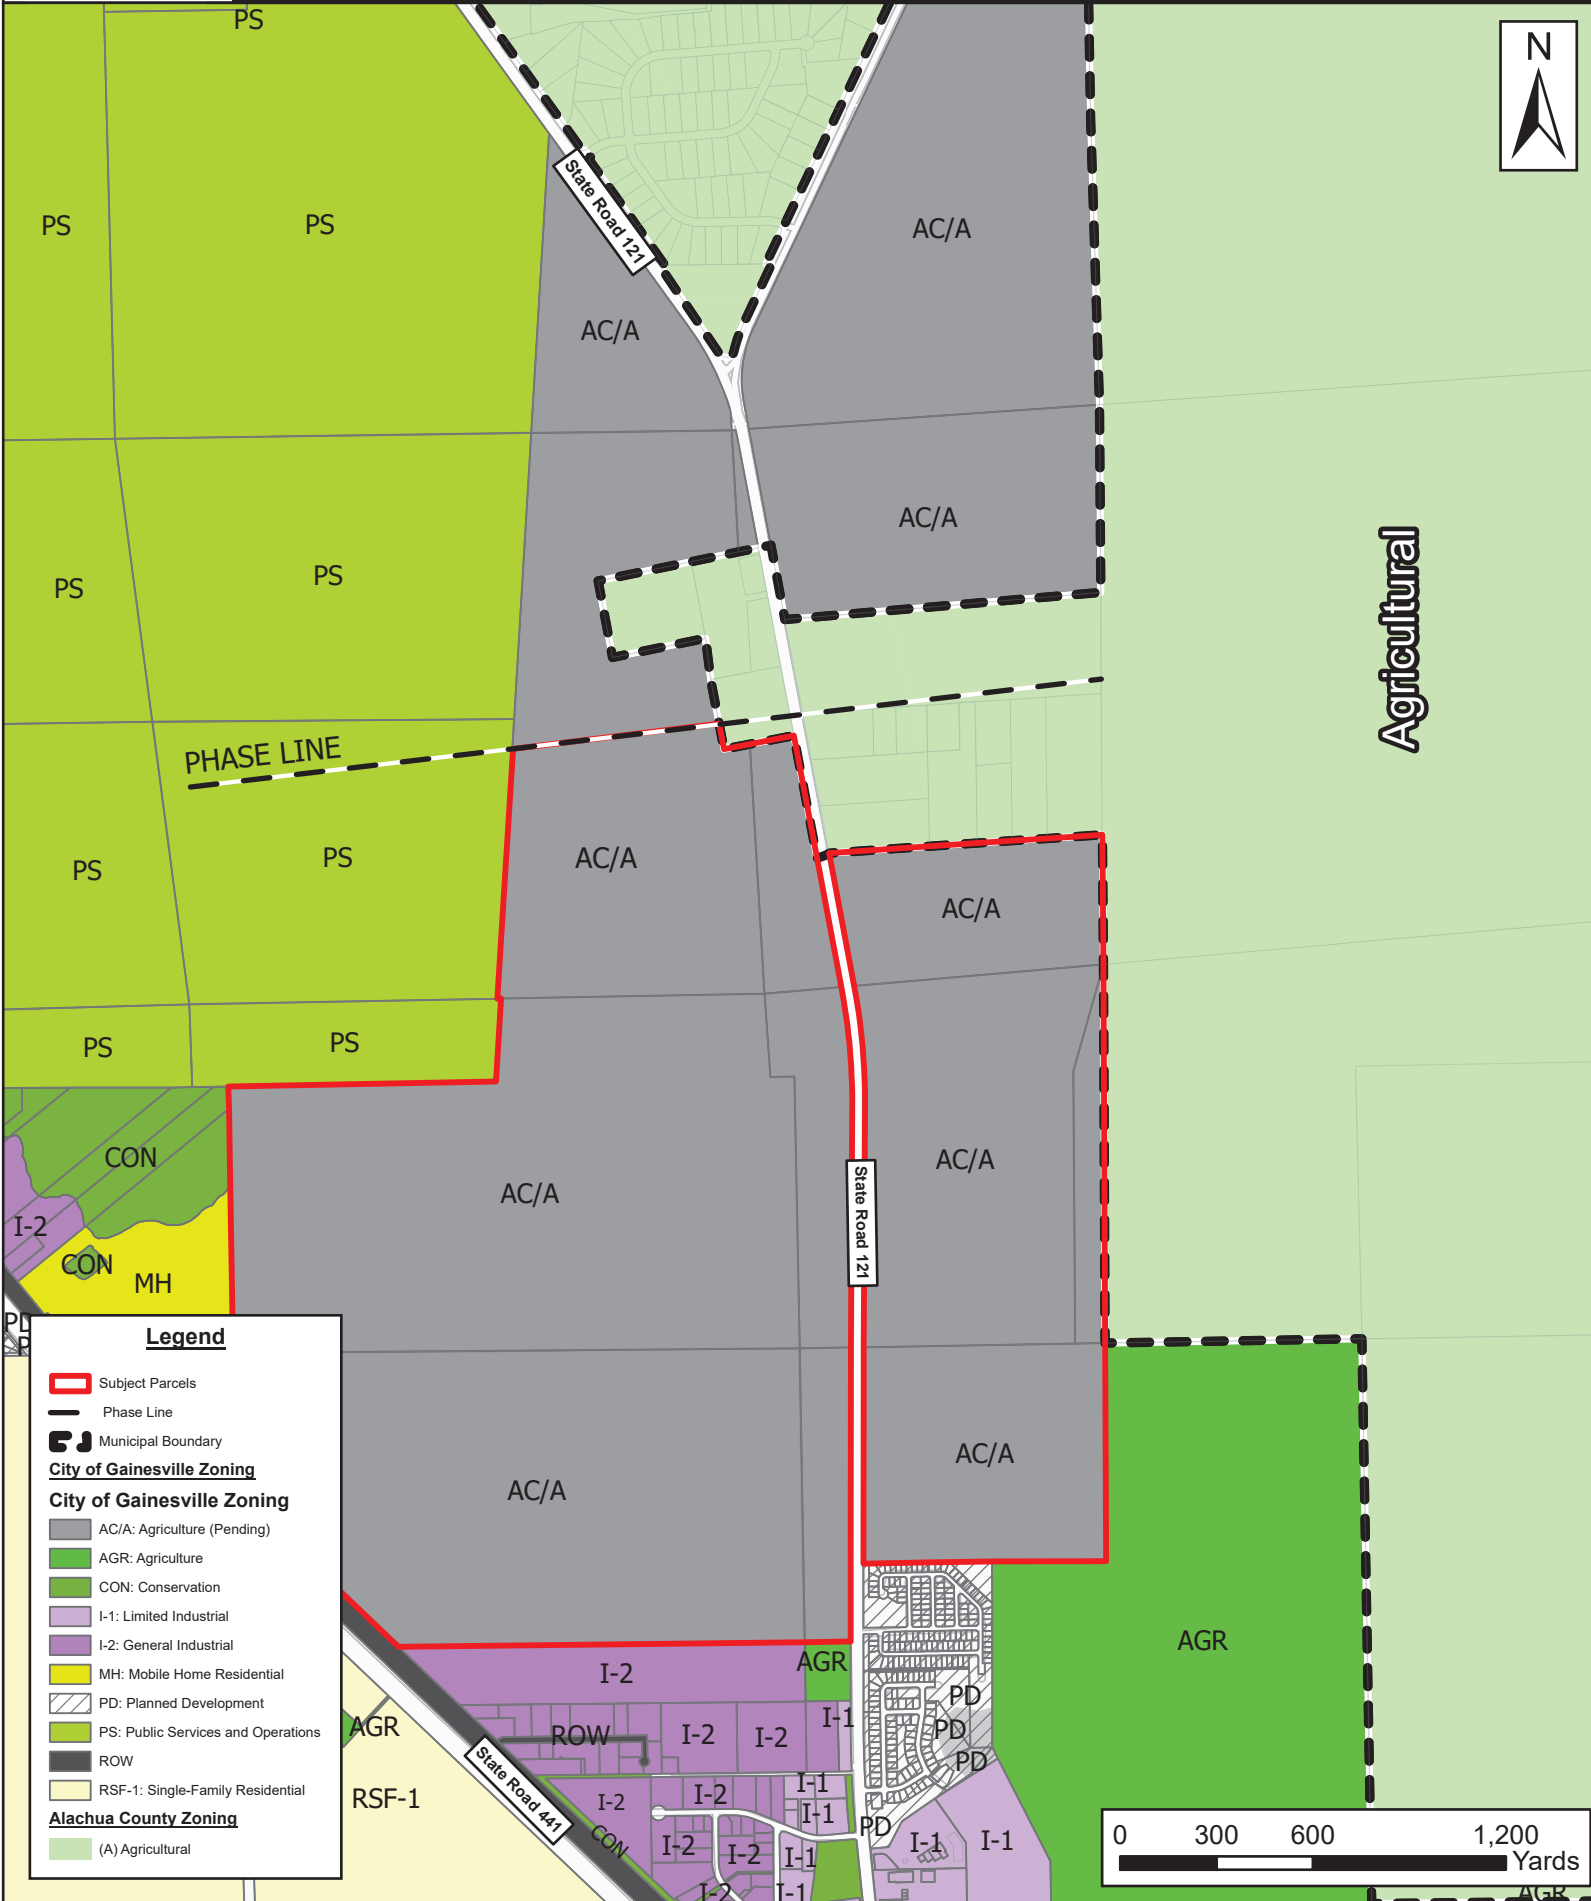 PS
N
PS
PS
AC/A
State Road 121
AC/A
AC/A
PS
PS
Agricultural
PHASE LINE
PS
PS
AC/A
AC/A
PS
PS
CON
AC/A
AC/A
State Road 121
I-2
CON
MH
PD
Legend
Subject Parcels
Phase Line
Municipal Boundary
City of Gainesville Zoning
City of Gainesville Zoning
AC/A: Agriculture (Pending)
AGR: Agriculture
CON: Conservation
I-1: Limited Industrial
I-2: General Industrial
MH: Mobile Home Residential
PD: Planned Development
PS: Public Services and Operations
ROW
RSF-1: Single-Family Residential
Alachua County Zoning
(A) Agricultural
AC/A
AC/A
AGR
I-2
AGR
PD
AGR
ROW
I-2
I-2
I-1
PD
PD
State Road 441
RSF-1
I-2
I-2
I-1
I-1
CON
I-2
I-2
I-1
PD
I-1
I-1
I-2
I-1
0 300 600 1,200
Yards
AGR